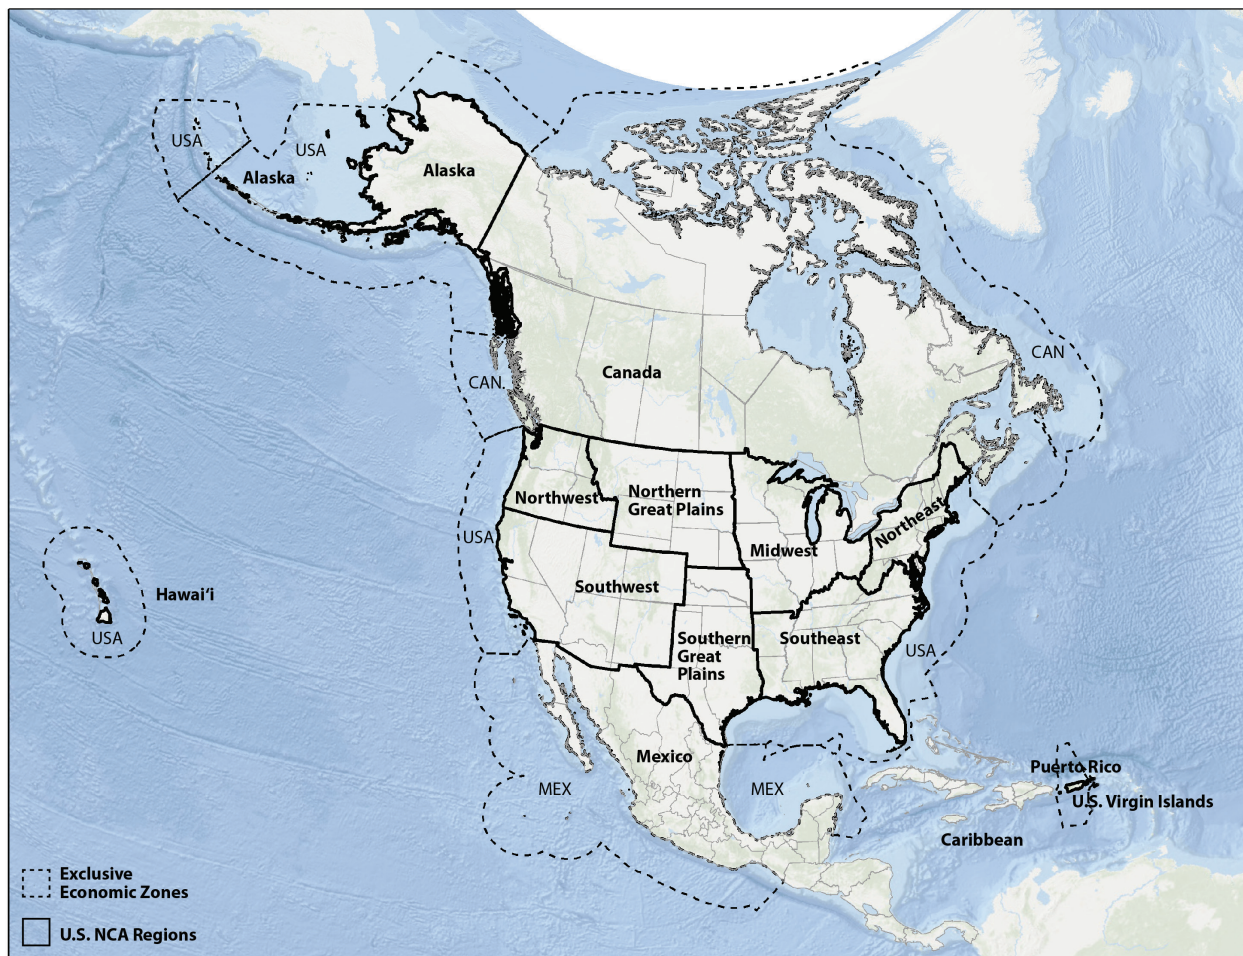 USA
USA
Alaska
Alaska
CAN
Canada
CAN.
Northwest
Northern
Great Plains
Northeast
USA
Midwest
Southwest
Hawai‘i
USA
Southern
Great
Plains
Southeast
USA
Mexico
MEX
MEX
Puerto Rico
U.S. Virgin Islands
Caribbean
Exclusive
Economic Zones
U.S. NCA Regions